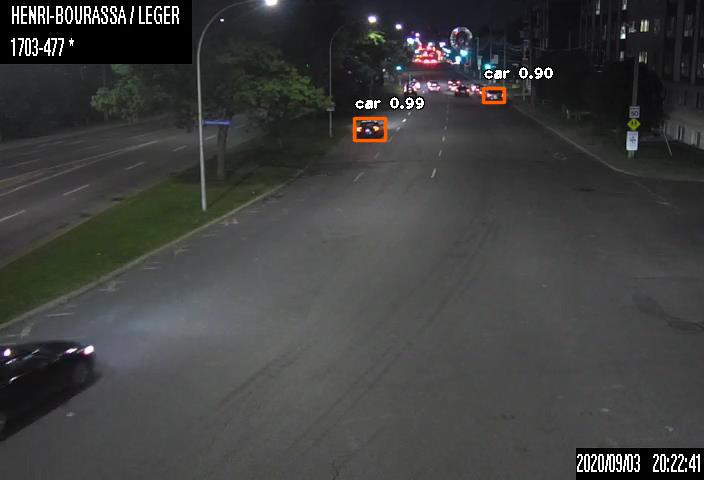 HENRI-BOURASSA / LEGER
1703-477 *
car 0.90
car 0.99
2020/09/03 20:22:41